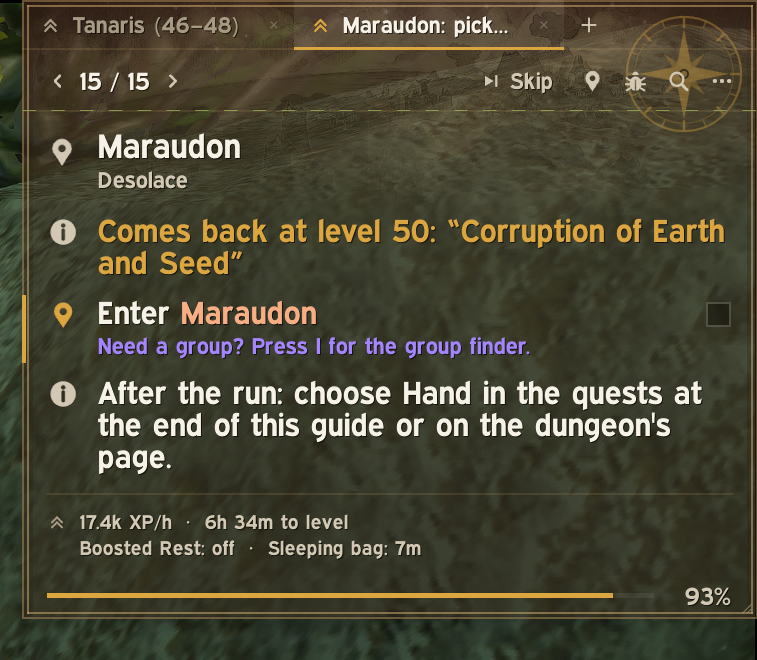 Tanaris (46–48)
Maraudon: pick...
15 / 15
Skip
Maraudon
Desolace
Comes back at level 50: “Corruption of Earth
and Seed”
Enter Maraudon
Need a group? Press I for the group finder.
After the run: choose Hand in the quests at
the end of this guide or on the dungeon's
page.
17.4k XP/h · 6h 34m to level
Boosted Rest: off · Sleeping bag: 7m
93%